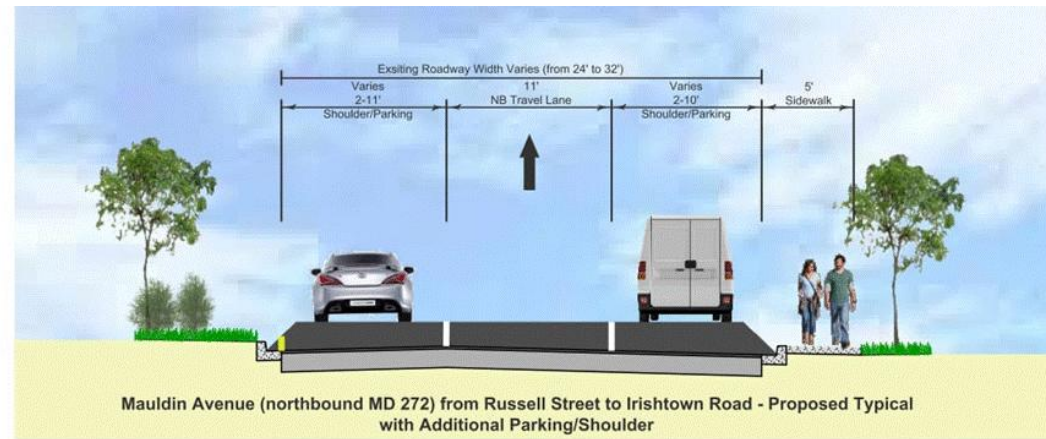 Exsiting Roadway Width Varies (from 24' to 32')
Varies
2-11'
Shoulder/Parking
11'
NB Travel Lane
Varies
2-10'
Shoulder/Parking
5'
Sidewalk
Mauldin Avenue (northbound MD 272) from Russell Street to Irishtown Road - Proposed Typical
with Additional Parking/Shoulder